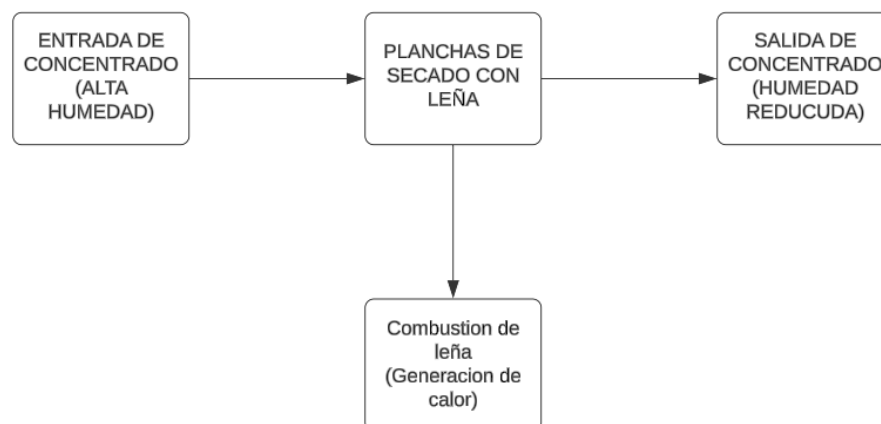 ENTRADA DE
CONCENTRADO
(ALTA
HUMEDAD)
PLANCHAS DE
SECADO CON
LEÑA
SALIDA DE
CONCENTRADO
(HUMEDAD
REDUCUDA)
Combustion de
leña
(Generacion de
calor)